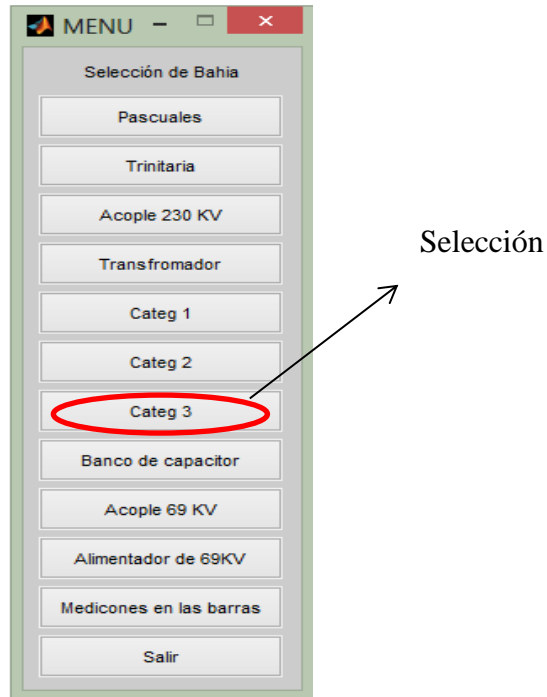 MENU
Selección de Bahia
Pascuales
Trinitaria
Acople 230 KV
Transfromador
Categ 1
Categ 2
Categ 3
Banco de capacitor
Acople 69 KV
Alimentador de 69KV
Medicones en las barras
Salir
Selección